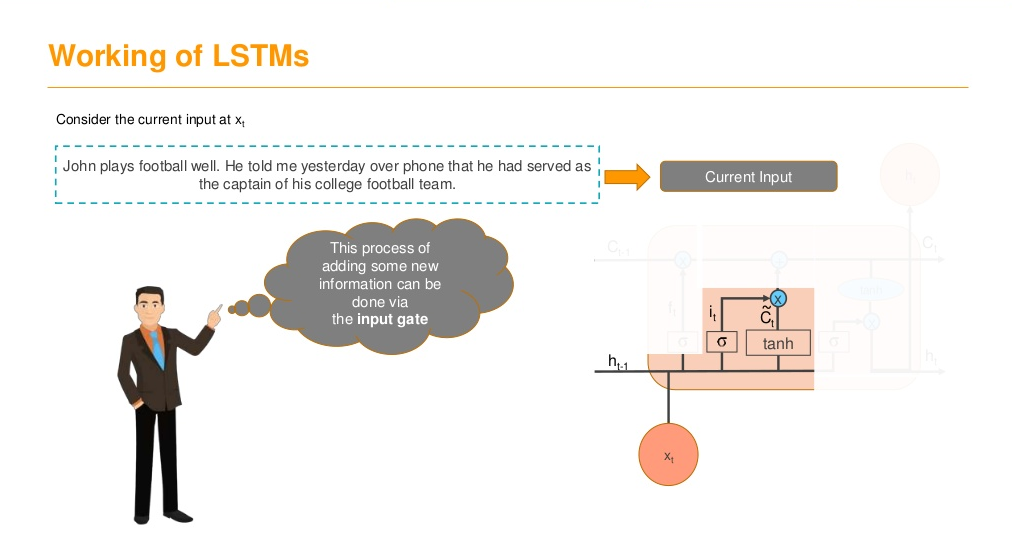 Working of LSTMs
Consider the current input at xt
John plays football well. He told me yesterday over phone that he had served as
the captain of his college football team.
Current Input
This process of
adding some new
information can be
done via
the input gate
ht
Ct-1
Ct
x
ft
it
x
C̃t
σ
σ
tanh
σ
tanh
x
ht-1
ht
xt